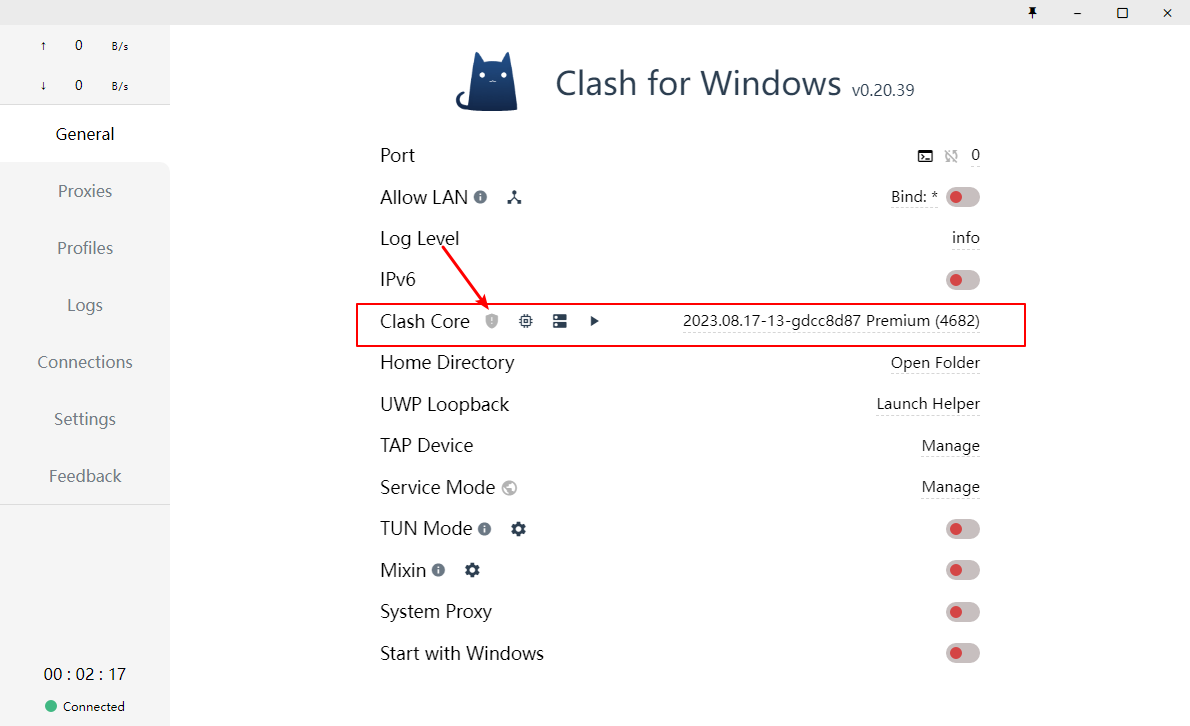 ↑ 0 B/s
↓ 0 B/s
General
Proxies
Profiles
Logs
Connections
Settings
Feedback
00 : 02 : 17
Connected
Clash for Windows v0.20.39
Port 0
Allow LAN Bind: *
Log Level info
IPv6
Clash Core 2023.08.17-13-gdcc8d87 Premium (4682)
Home Directory Open Folder
UWP Loopback Launch Helper
TAP Device Manage
Service Mode Manage
TUN Mode
Mixin
System Proxy
Start with Windows